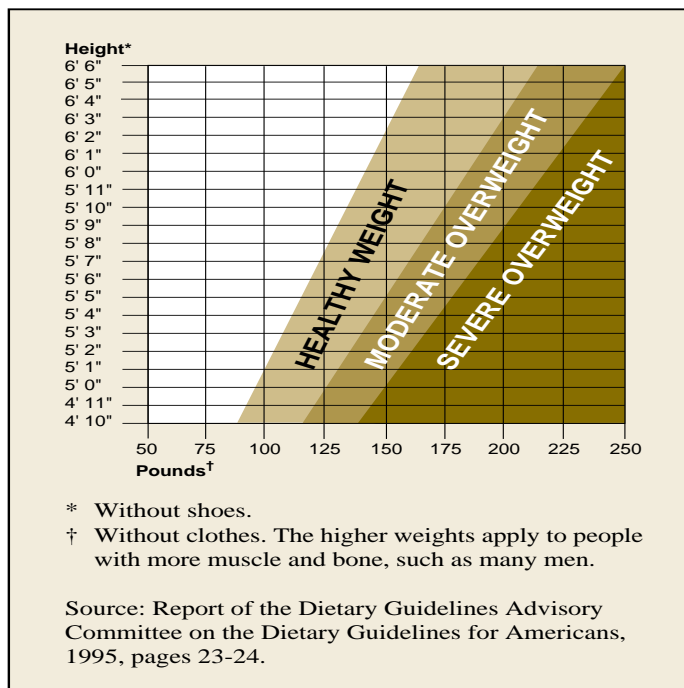 Height*
6' 6"
6' 5"
6' 4"
6' 3"
6' 2"
6' 1"
6' 0"
5' 11"
5' 10"
5' 9"
5' 8"
5' 7"
5' 6"
5' 5"
5' 4"
5' 3"
5' 2"
5' 1"
5' 0"
4' 11"
4' 10"
HEALTHY WEIGHT
MODERATE OVERWEIGHT
SEVERE OVERWEIGHT
50 75 100 125 150 175 200 225 250
Pounds†
* Without shoes.
† Without clothes. The higher weights apply to people
with more muscle and bone, such as many men.
Source: Report of the Dietary Guidelines Advisory
Committee on the Dietary Guidelines for Americans,
1995, pages 23-24.